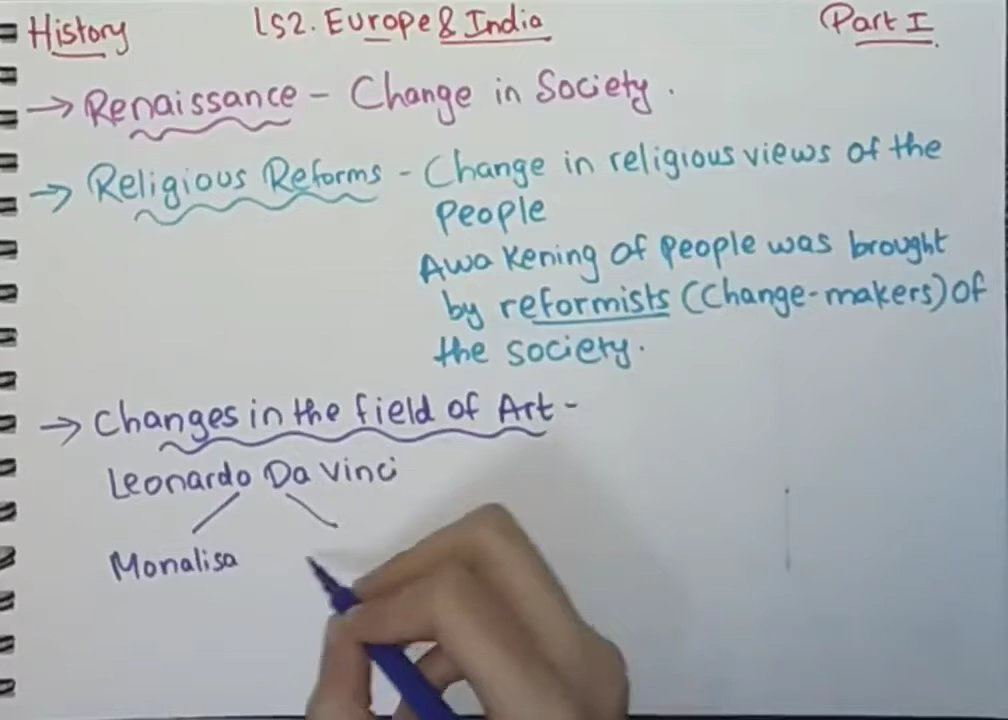 History LS2. Europe & India Part I
→ Renaissance - Change in Society.
→ Religious Reforms - Change in religious views of the
People
Awakening of people was brought
by reformists (Change-makers) of
the society.
→ Changes in the field of Art -
Leonardo Da Vinci
Monalisa